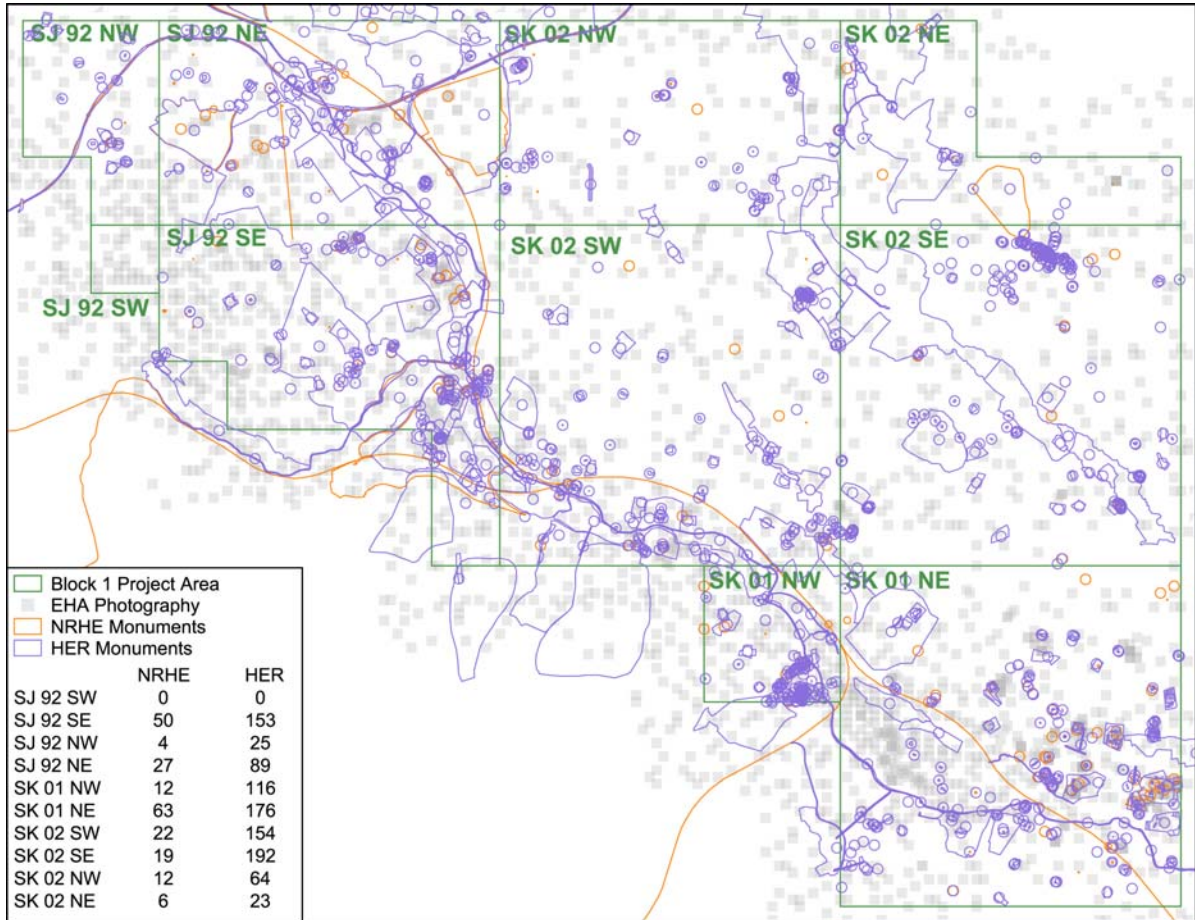 SJ 92 NW
SJ 92 NE
SK 02 NW
SK 02 NE
SJ 92 SE
SK 02 SW
SK 02 SE
SJ 92 SW
SK 01 NW
SK 01 NE
Block 1 Project Area
EHA Photography
NRHE Monuments
HER Monuments
NRHE HER
SJ 92 SW 0 0
SJ 92 SE 50 153
SJ 92 NW 4 25
SJ 92 NE 27 89
SK 01 NW 12 116
SK 01 NE 63 176
SK 02 SW 22 154
SK 02 SE 19 192
SK 02 NW 12 64
SK 02 NE 6 23